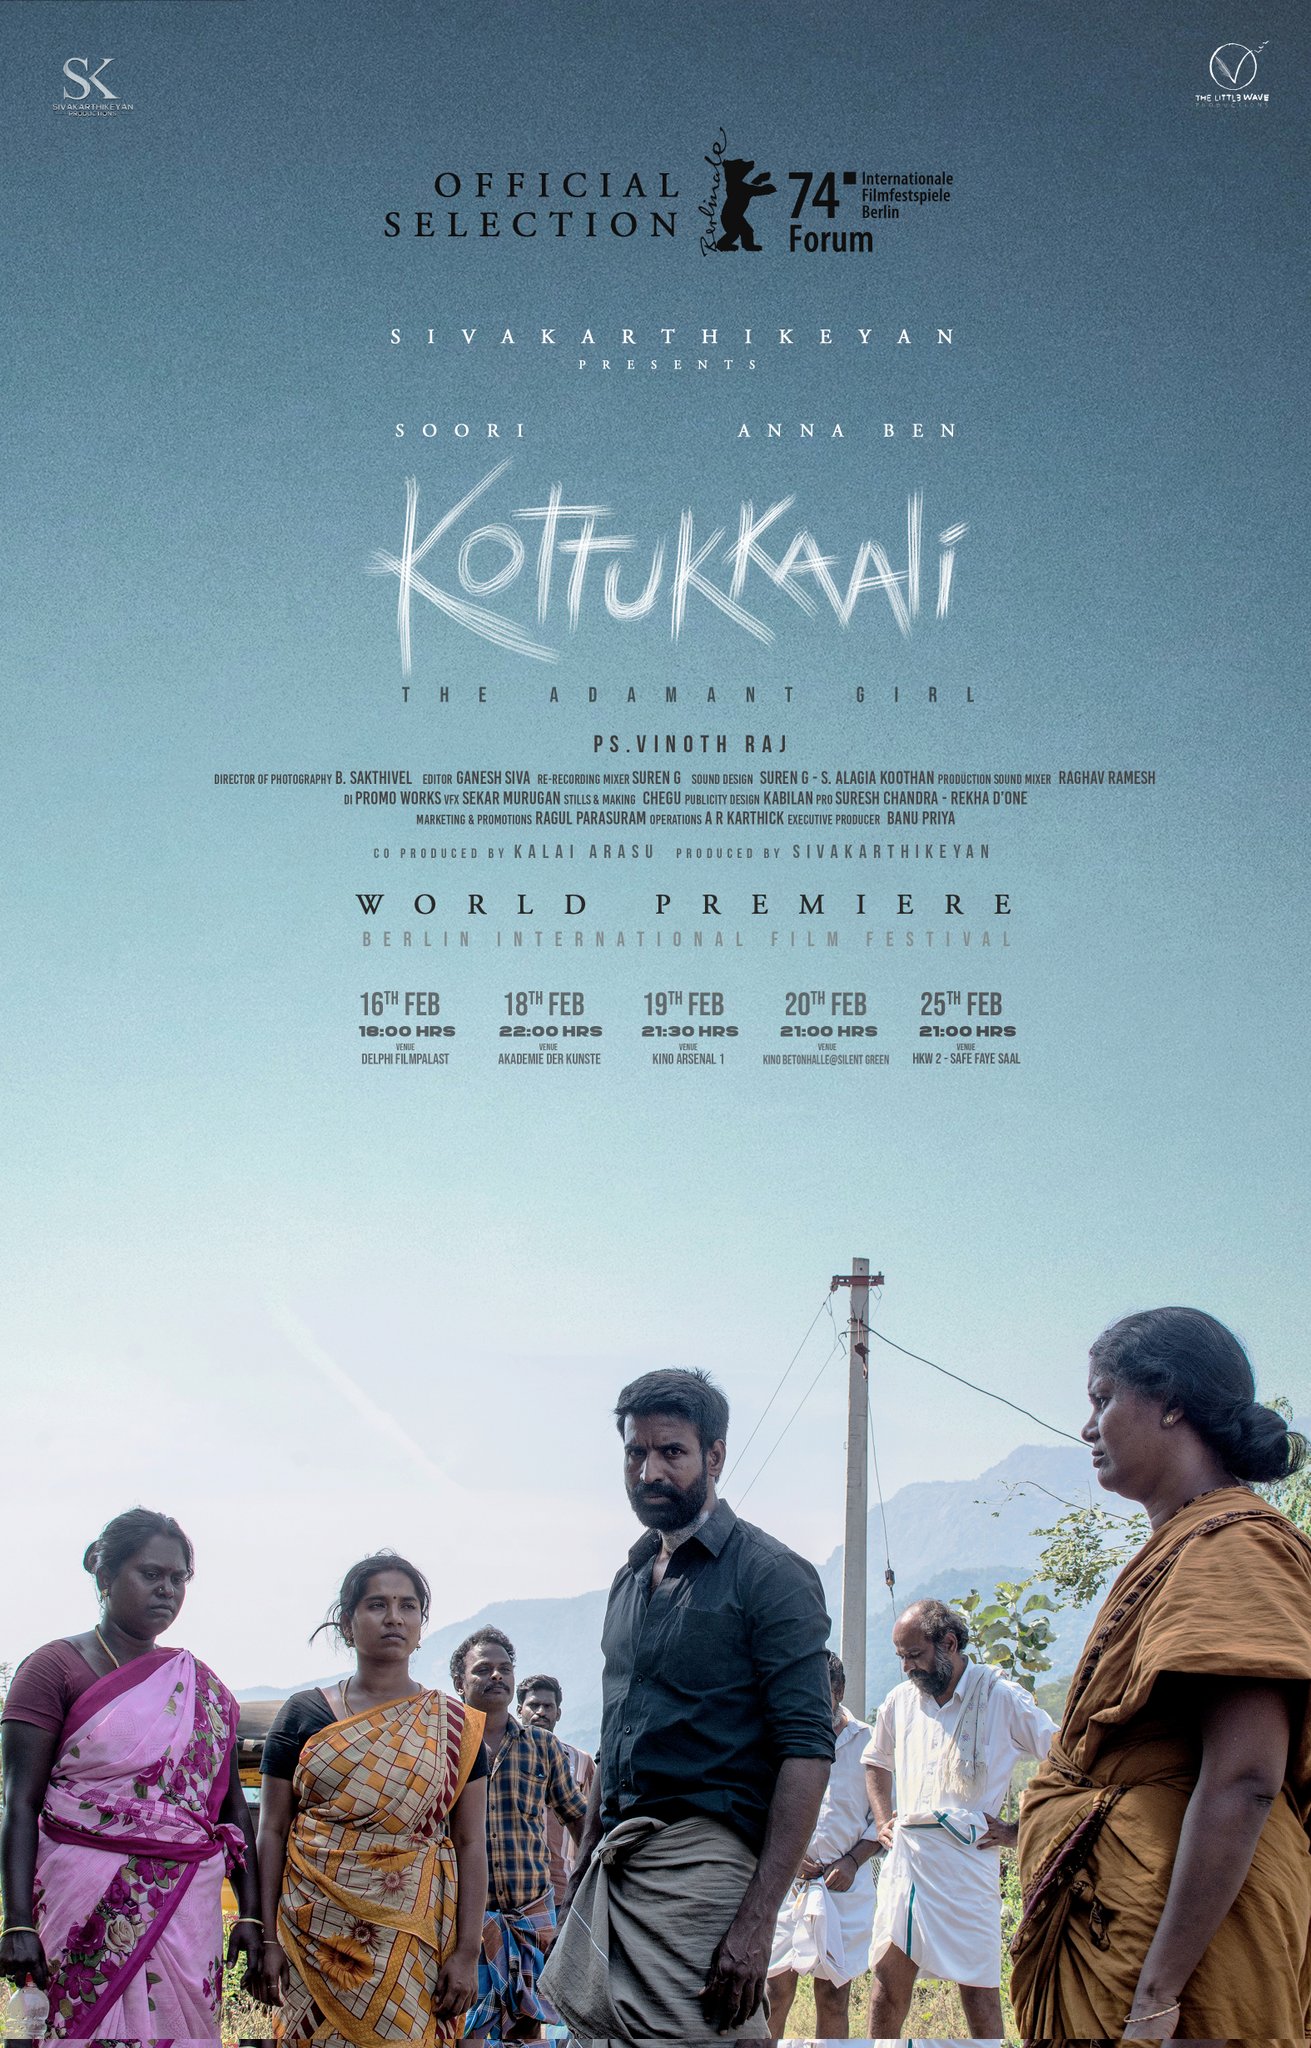 SK
SIVAKARTHIKEYAN
PRODUCTIONS
THE LITTL3 WAVE
PRODUCTIONS
OFFICIAL
SELECTION
Berlinale
74
Internationale
Filmfestspiele
Berlin
Forum
SIVAKARTHIKEYAN
PRESENTS
SOORI ANNA BEN
KOTTUKKAALI
THE ADAMANT GIRL
PS.VINOTH RAJ
DIRECTOR OF PHOTOGRAPHY B. SAKTHIVEL EDITOR GANESH SIVA RE-RECORDING MIXER SUREN G SOUND DESIGN SUREN G - S. ALAGIA KOOTHAN PRODUCTION SOUND MIXER RAGHAV RAMESH
DI PROMO WORKS VFX SEKAR MURUGAN STILLS & MAKING CHEGU PUBLICITY DESIGN KABILAN PRO SURESH CHANDRA - REKHA D'ONE
MARKETING & PROMOTIONS RAGUL PARASURAM OPERATIONS A R KARTHICK EXECUTIVE PRODUCER BANU PRIYA
CO PRODUCED BY KALAI ARASU PRODUCED BY SIVAKARTHIKEYAN
WORLD PREMIERE
BERLIN INTERNATIONAL FILM FESTIVAL
16TH FEB 18TH FEB 19TH FEB 20TH FEB 25TH FEB
18:00 HRS 22:00 HRS 21:30 HRS 21:00 HRS 21:00 HRS
VENUE VENUE VENUE VENUE VENUE
DELPHI FILMPALAST AKADEMIE DER KUNSTE KINO ARSENAL 1 KINO BETONHALLE@SILENT GREEN HKW 2 - SAFE FAYE SAAL